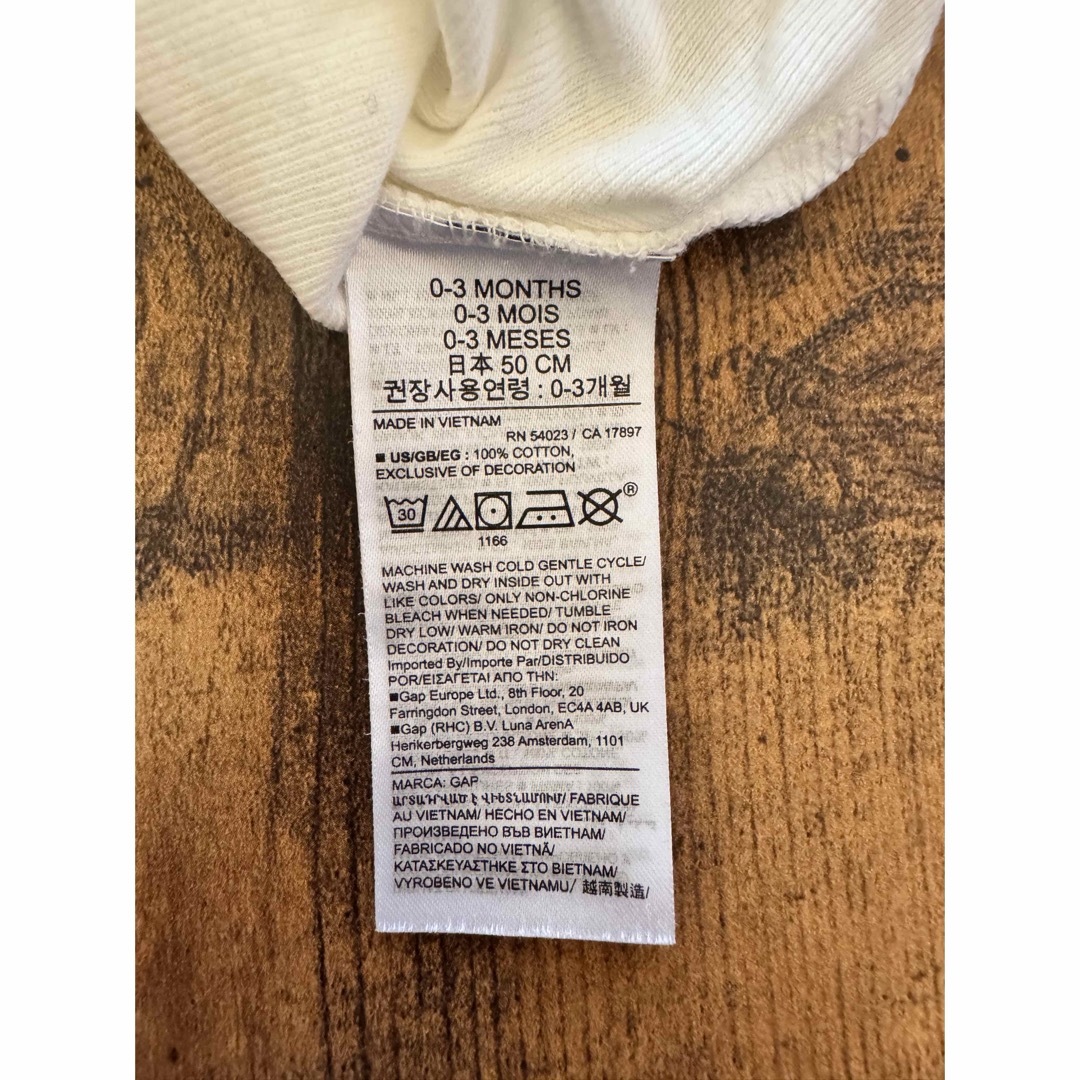 0-3 MONTHS
0-3 MOIS
0-3 MESES
日本 50 CM
권장사용연령 : 0-3개월
MADE IN VIETNAM
RN 54023 / CA 17897
■ US/GB/EG : 100% COTTON,
EXCLUSIVE OF DECORATION
30
®
1166
MACHINE WASH COLD GENTLE CYCLE/
WASH AND DRY INSIDE OUT WITH
LIKE COLORS/ ONLY NON-CHLORINE
BLEACH WHEN NEEDED/ TUMBLE
DRY LOW/ WARM IRON/ DO NOT IRON
DECORATION/ DO NOT DRY CLEAN
Imported By/Importe Par/DISTRIBUIDO
POR/ΕΙΣΑΓΕΤΑΙ ΑΠΟ ΤΗΝ:
■Gap Europe Ltd., 8th Floor, 20
Farringdon Street, London, EC4A 4AB, UK
■Gap (RHC) B.V. Luna ArenA
Herikerbergweg 238 Amsterdam, 1101
CM, Netherlands
MARCA: GAP
ԱՐՏԱԴՐՎԱԾ Է ՎԻԵՏՆԱՄՈՒՄ/ FABRIQUE
AU VIETNAM/ HECHO EN VIETNAM/
ПРОИЗВЕДЕНО ВЪВ ВИЕТНАМ/
FABRICADO NO VIETNÃ/
ΚΑΤΑΣΚΕΥΑΣΤΗΚΕ ΣΤΟ ΒΙΕΤΝΑΜ/
VYROBENO VE VIETNAMU/ 越南製造/